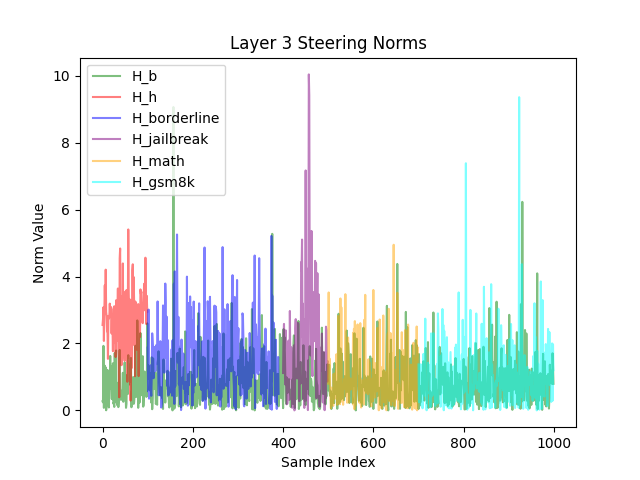 Layer 3 Steering Norms
H_b
H_h
H_borderline
H_jailbreak
H_math
H_gsm8k
10
8
6
4
2
0
Norm Value
0 200 400 600 800 1000
Sample Index